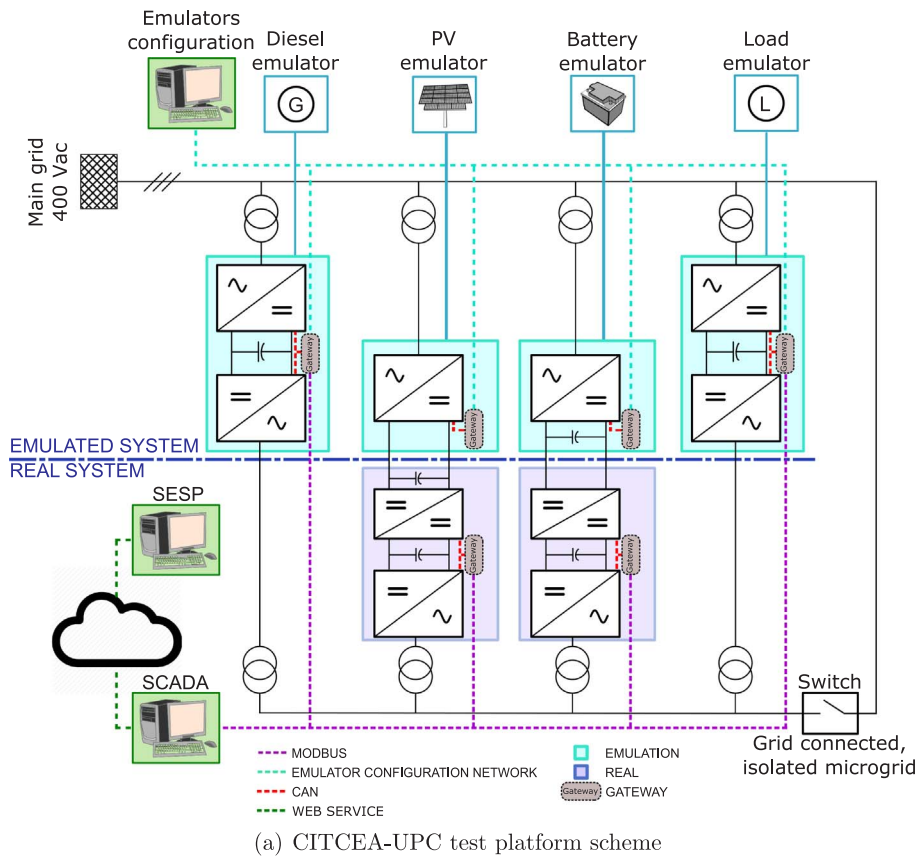 Emulators
configuration
Diesel
emulator
PV
emulator
Battery
emulator
Load
emulator
G
L
Main grid
400 Vac
Gateway
Gateway
Gateway
Gateway
EMULATED SYSTEM
REAL SYSTEM
SESP
Gateway
Gateway
SCADA
Switch
Grid connected,
isolated microgrid
MODBUS
EMULATOR CONFIGURATION NETWORK
CAN
WEB SERVICE
EMULATION
REAL
Gateway
GATEWAY
(a) CITCEA-UPC test platform scheme